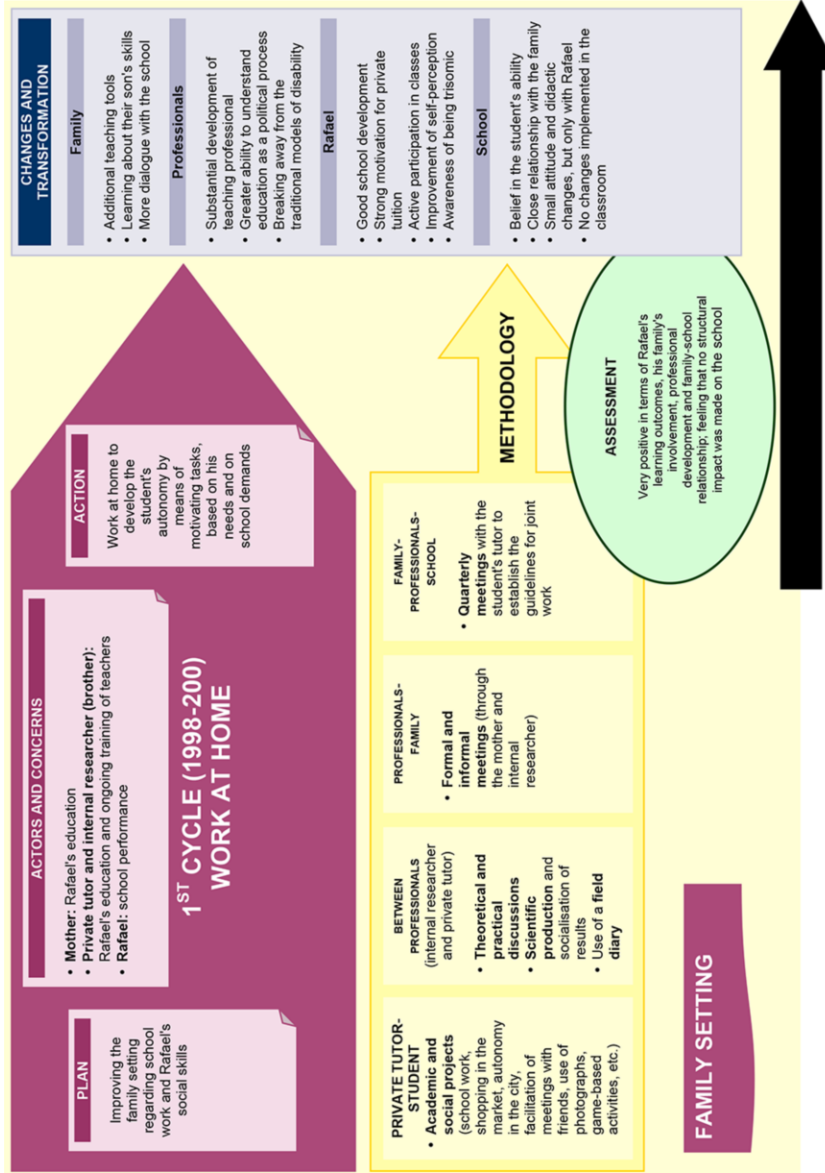 PLAN
Improving the
family setting
regarding school
work and Rafael's
social skills
ACTORS AND CONCERNS
• Mother: Rafael's education
• Private tutor and internal researcher (brother):
Rafael's education and ongoing training of teachers
• Rafael: school performance
ACTION
Work at home to
develop the
student's
autonomy by
means of
motivating tasks,
based on his
needs and on
school demands
1ST CYCLE (1998-200)
WORK AT HOME
PRIVATE TUTOR-
STUDENT
• Academic and
social projects
(school work,
shopping in the
market, autonomy
in the city,
facilitation of
meetings with
friends, use of
photographs,
game-based
activities, etc.)
BETWEEN
PROFESSIONALS
(internal researcher
and private tutor)
• Theoretical and
practical
discussions
• Scientific
production and
socialisation of
results
• Use of a field
diary
PROFESSIONALS-
FAMILY
• Formal and
informal
meetings (through
the mother and
internal
researcher)
FAMILY-
PROFESSIONALS-
SCHOOL
• Quarterly
meetings with the
student's tutor to
establish the
guidelines for joint
work
METHODOLOGY
CHANGES AND
TRANSFORMATION
Family
• Additional teaching tools
• Learning about their son's skills
• More dialogue with the school
Professionals
• Substantial development of
teaching professional
• Greater ability to understand
education as a political process
• Breaking away from the
traditional models of disability
Rafael
• Good school development
• Strong motivation for private
tuition
• Active participation in classes
• Improvement of self-perception
• Awareness of being trisomic
School
• Belief in the student's ability
• Close relationship with the family
• Small attitude and didactic
changes, but only with Rafael
• No changes implemented in the
classroom
ASSESSMENT
Very positive in terms of Rafael's
learning outcomes, his family's
involvement, professional
development and family-school
relationship; feeling that no structural
impact was made on the school
FAMILY SETTING